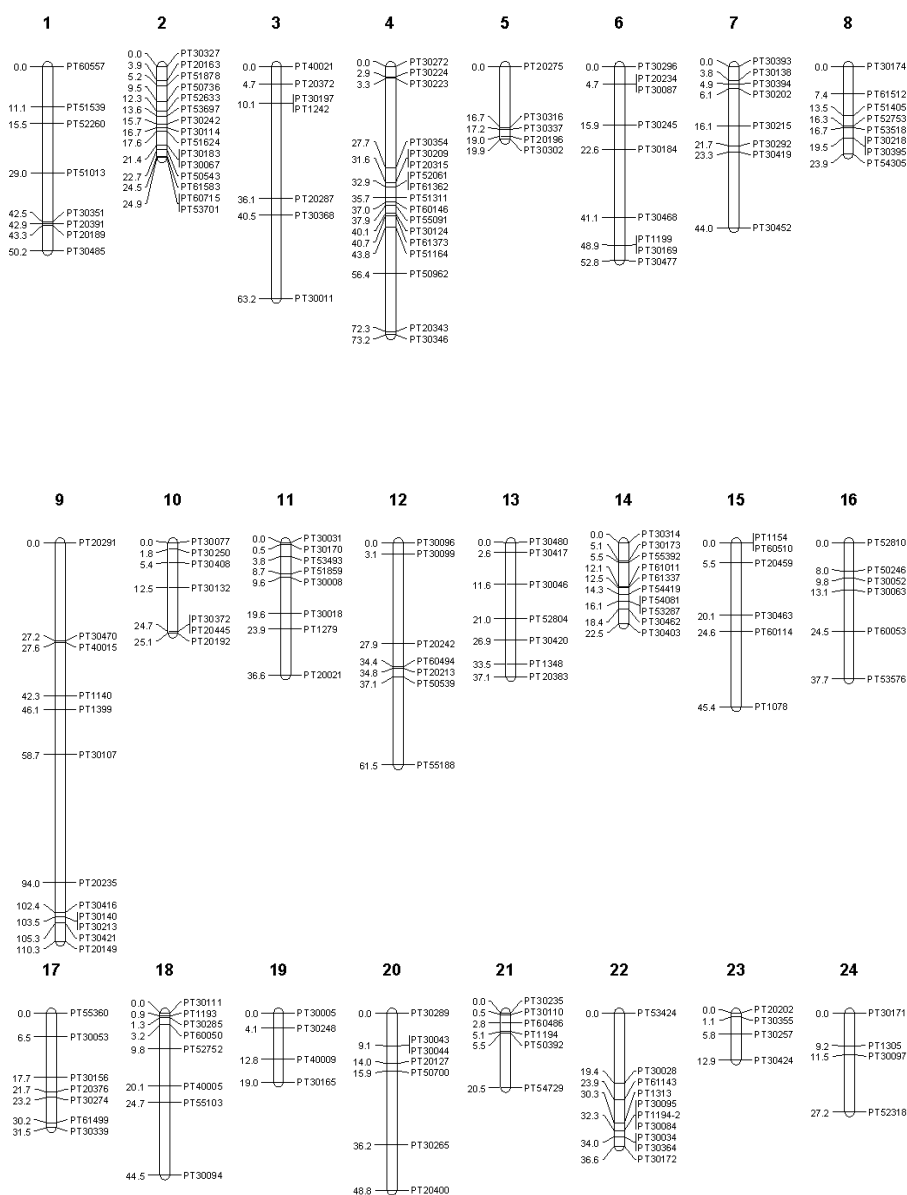 1 2 3 4 5 6 7 8
0.0 PT60557
11.1 PT51539
15.5 PT52260
29.0 PT51013
42.5 PT30351
42.9 PT20391
43.3 PT20189
50.2 PT30485
0.0 PT30327
3.9 PT20163
5.2 PT51878
9.5 PT50736
12.3 PT52633
13.6 PT53697
15.7 PT30242
16.7 PT30114
17.6 PT51624
21.4 PT30183
PT30067
22.7 PT50543
24.5 PT61583
24.9 PT60715
PT53701
0.0 PT40021
4.7 PT20372
10.1 PT30197
PT1242
36.1 PT20287
40.5 PT30368
63.2 PT30011
0.0 PT30272
2.9 PT30224
3.3 PT30223
27.7 PT30354
31.6 PT30209
PT20315
32.9 PT52061
PT61362
35.7 PT51311
37.0 PT60146
37.9 PT55091
40.1 PT30124
40.7 PT61373
43.8 PT51164
56.4 PT50962
72.3 PT20343
73.2 PT30346
0.0 PT20275
16.7 PT30316
17.2 PT30337
19.0 PT20196
19.9 PT30302
0.0 PT30296
4.7 PT20234
PT30087
15.9 PT30245
22.6 PT30184
41.1 PT30468
48.9 PT1199
PT30169
52.8 PT30477
0.0 PT30393
3.8 PT30138
4.9 PT30394
6.1 PT30202
16.1 PT30215
21.7 PT30292
23.3 PT30419
44.0 PT30452
0.0 PT30174
7.4 PT61512
13.5 PT51405
16.3 PT52753
16.7 PT53518
19.5 PT30218
PT30395
23.9 PT54305
9 10 11 12 13 14 15 16
0.0 PT20291
27.2 PT30470
27.6 PT40015
42.3 PT1140
46.1 PT1399
58.7 PT30107
94.0 PT20235
102.4 PT30416
103.5 PT30140
PT30213
105.3 PT30421
110.3 PT20149
0.0 PT30077
1.8 PT30250
5.4 PT30408
12.5 PT30132
24.7 PT30372
PT20445
25.1 PT20192
0.0 PT30031
0.5 PT30170
3.8 PT53493
8.7 PT51859
9.6 PT30008
19.6 PT30018
23.9 PT1279
36.6 PT20021
0.0 PT30096
3.1 PT30099
27.9 PT20242
34.4 PT60494
34.8 PT20213
37.1 PT50539
61.5 PT55188
0.0 PT30480
2.6 PT30417
11.6 PT30046
21.0 PT52804
26.9 PT30420
33.5 PT1348
37.1 PT20383
0.0 PT30314
5.1 PT30173
5.5 PT55392
12.1 PT61011
12.5 PT61337
14.3 PT54419
16.1 PT54081
PT53287
18.4 PT30462
22.5 PT30403
0.0 PT1154
PT60510
5.5 PT20459
20.1 PT30463
24.6 PT60114
45.4 PT1078
0.0 PT52810
8.0 PT50246
9.8 PT30052
13.1 PT30063
24.5 PT60053
37.7 PT53576
17 18 19 20 21 22 23 24
0.0 PT55360
6.5 PT30053
17.7 PT30156
21.7 PT20376
23.2 PT30274
30.2 PT61499
31.5 PT30339
0.0 PT30111
0.9 PT1193
1.3 PT30285
3.2 PT60050
9.8 PT52752
20.1 PT40005
24.7 PT55103
44.5 PT30094
0.0 PT30005
4.1 PT30248
12.8 PT40009
19.0 PT30165
0.0 PT30289
9.1 PT30043
PT30044
14.0 PT20127
15.9 PT50700
36.2 PT30265
48.8 PT20400
0.0 PT30235
0.5 PT30110
2.8 PT60486
5.1 PT1194
5.5 PT50392
20.5 PT54729
0.0 PT53424
19.4 PT30028
23.9 PT61143
30.3 PT1313
32.3 PT30095
PT1194-2
PT30084
34.0 PT30034
PT30364
36.6 PT30172
0.0 PT20202
1.1 PT30355
5.8 PT30257
12.9 PT30424
0.0 PT30171
9.2 PT1305
11.5 PT30097
27.2 PT52318